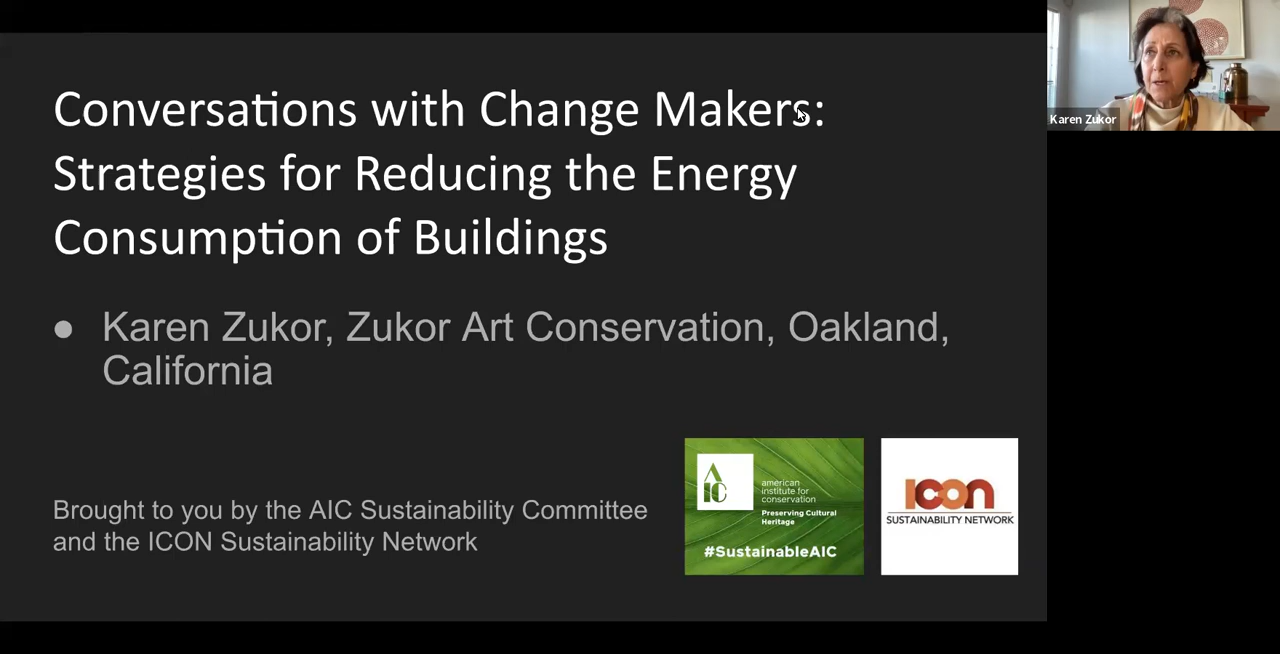 Conversations with Change Makers:
Strategies for Reducing the Energy
Consumption of Buildings
● Karen Zukor, Zukor Art Conservation, Oakland,
California
Brought to you by the AIC Sustainability Committee
and the ICON Sustainability Network
AIC
american
institute for
conservation
Preserving Cultural
Heritage
#SustainableAIC
icon
SUSTAINABILITY NETWORK
Karen Zukor